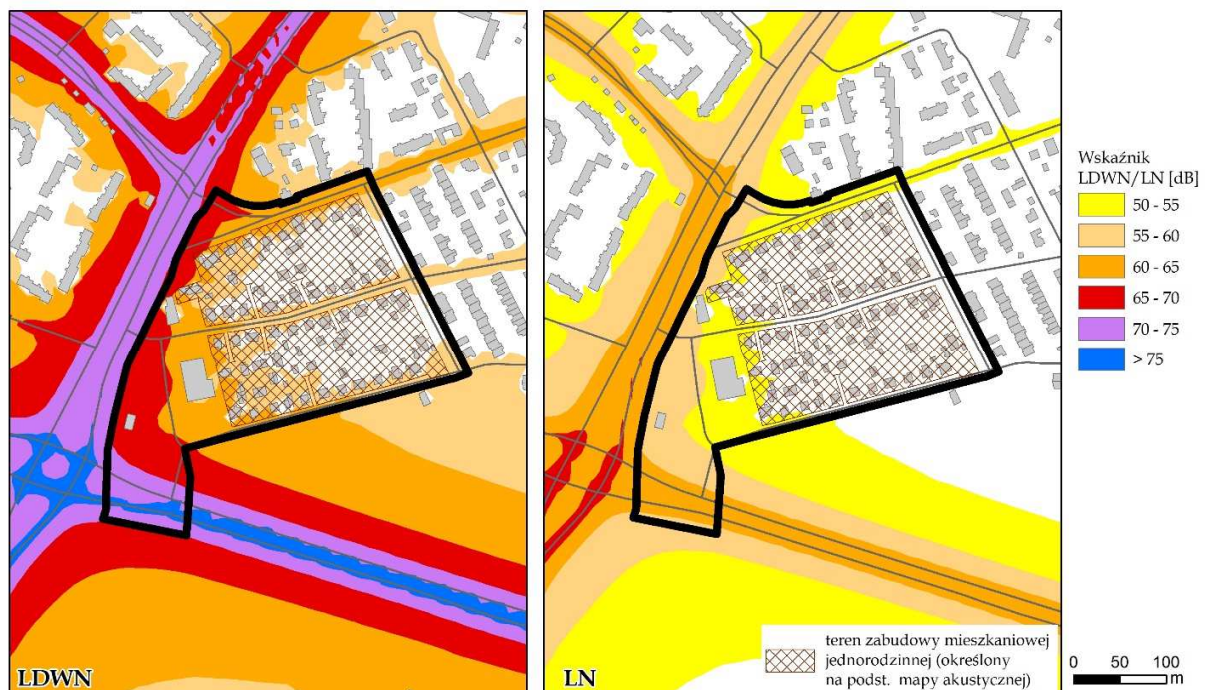 Wskaźnik
LDWN/LN [dB]
50 - 55
55 - 60
60 - 65
65 - 70
70 - 75
> 75
LDWN
LN
teren zabudowy mieszkaniowej
jednorodzinnej (określony
na podst. mapy akustycznej)
0 50 100
m